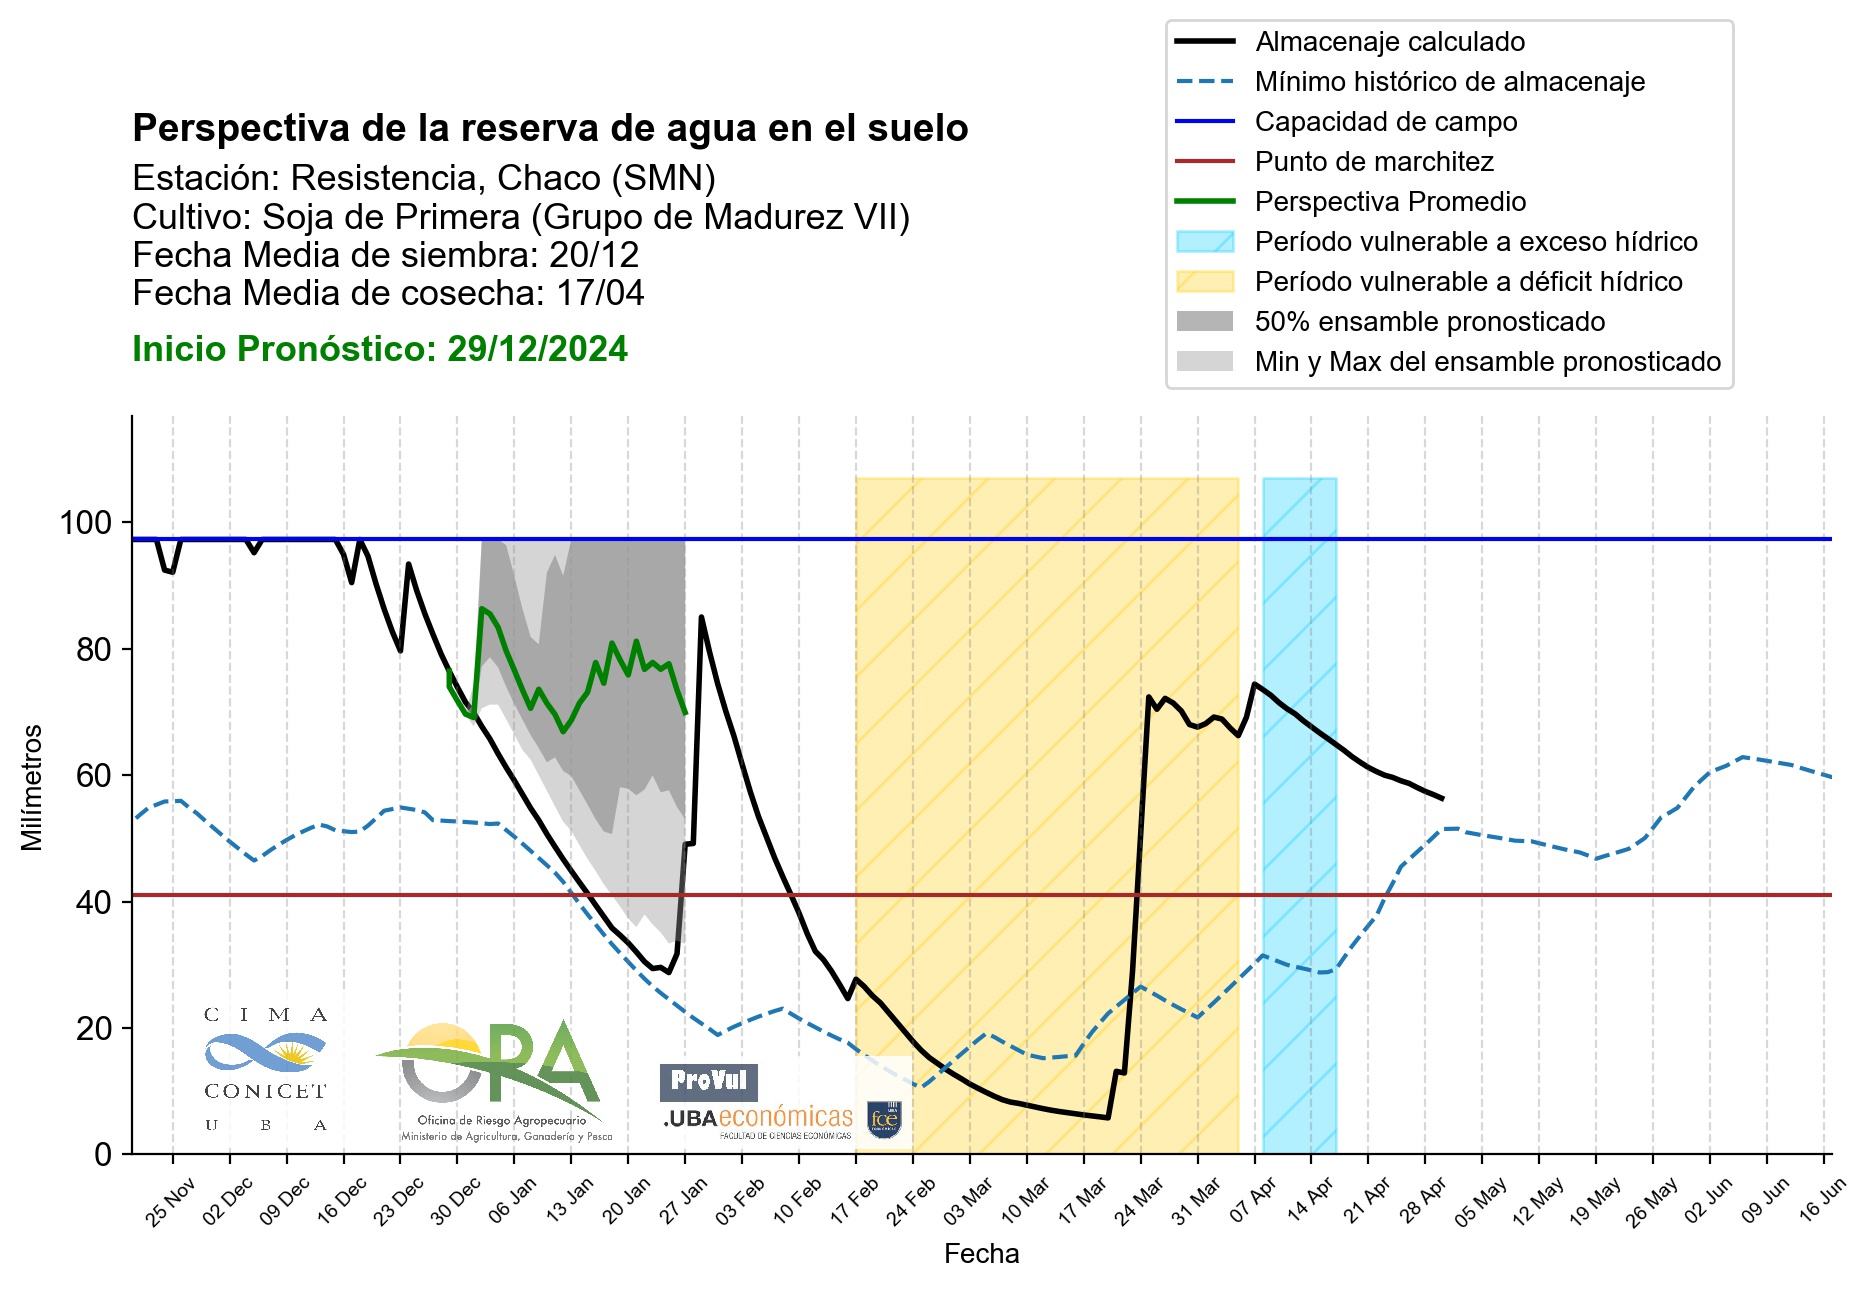 Almacenaje calculado
Mínimo histórico de almacenaje
Capacidad de campo
Punto de marchitez
Perspectiva Promedio
Período vulnerable a exceso hídrico
Período vulnerable a déficit hídrico
50% ensamble pronosticado
Min y Max del ensamble pronosticado
Perspectiva de la reserva de agua en el suelo
Estación: Resistencia, Chaco (SMN)
Cultivo: Soja de Primera (Grupo de Madurez VII)
Fecha Media de siembra: 20/12
Fecha Media de cosecha: 17/04
Inicio Pronóstico: 29/12/2024
Milímetros
100
80
60
40
20
0
CIMA
CONICET
UBA
ORA
Oficina de Riesgo Agropecuario
Ministerio de Agricultura, Ganadería y Pesca
ProVul
.UBAeconómicas
FACULTAD DE CIENCIAS ECONÓMICAS
fce
25 Nov
02 Dec
09 Dec
16 Dec
23 Dec
30 Dec
06 Jan
13 Jan
20 Jan
27 Jan
03 Feb
10 Feb
17 Feb
24 Feb
03 Mar
10 Mar
17 Mar
24 Mar
31 Mar
07 Apr
14 Apr
21 Apr
28 Apr
05 May
12 May
19 May
26 May
02 Jun
09 Jun
16 Jun
Fecha